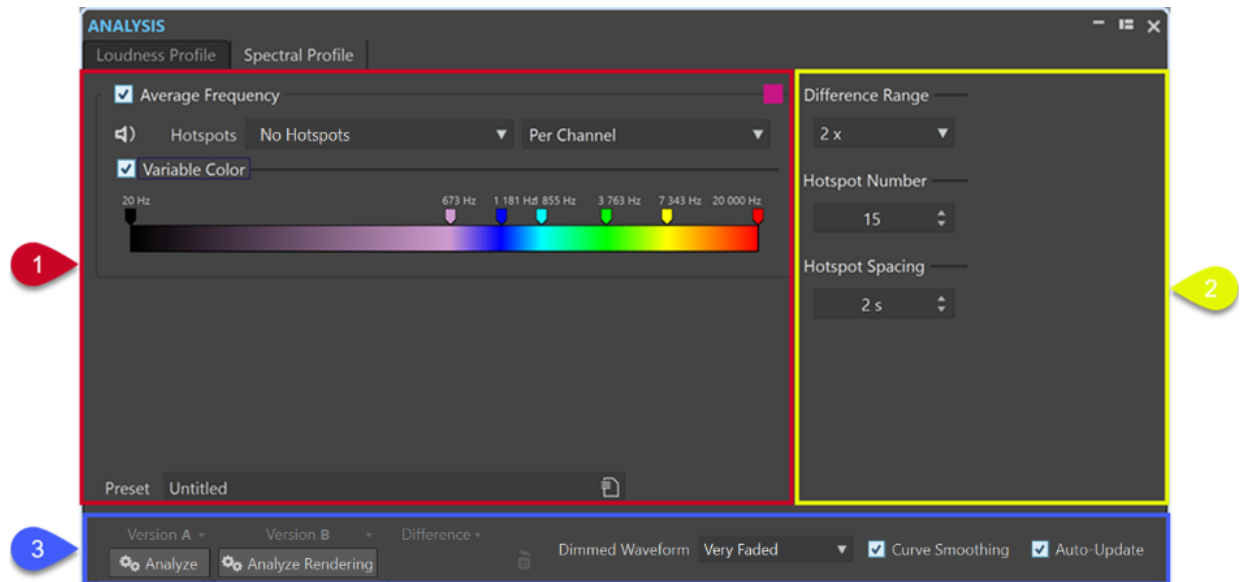 ANALYSIS
Loudness Profile Spectral Profile
Average Frequency
Hotspots No Hotspots Per Channel
Variable Color
20 Hz 673 Hz 1 181 Hz 855 Hz 3 763 Hz 7 343 Hz 20 000 Hz
Preset Untitled
Difference Range
2 x
Hotspot Number
15
Hotspot Spacing
2 s
1
2
3
Version A Version B Difference
Analyze Analyze Rendering Dimmed Waveform Very Faded Curve Smoothing Auto-Update